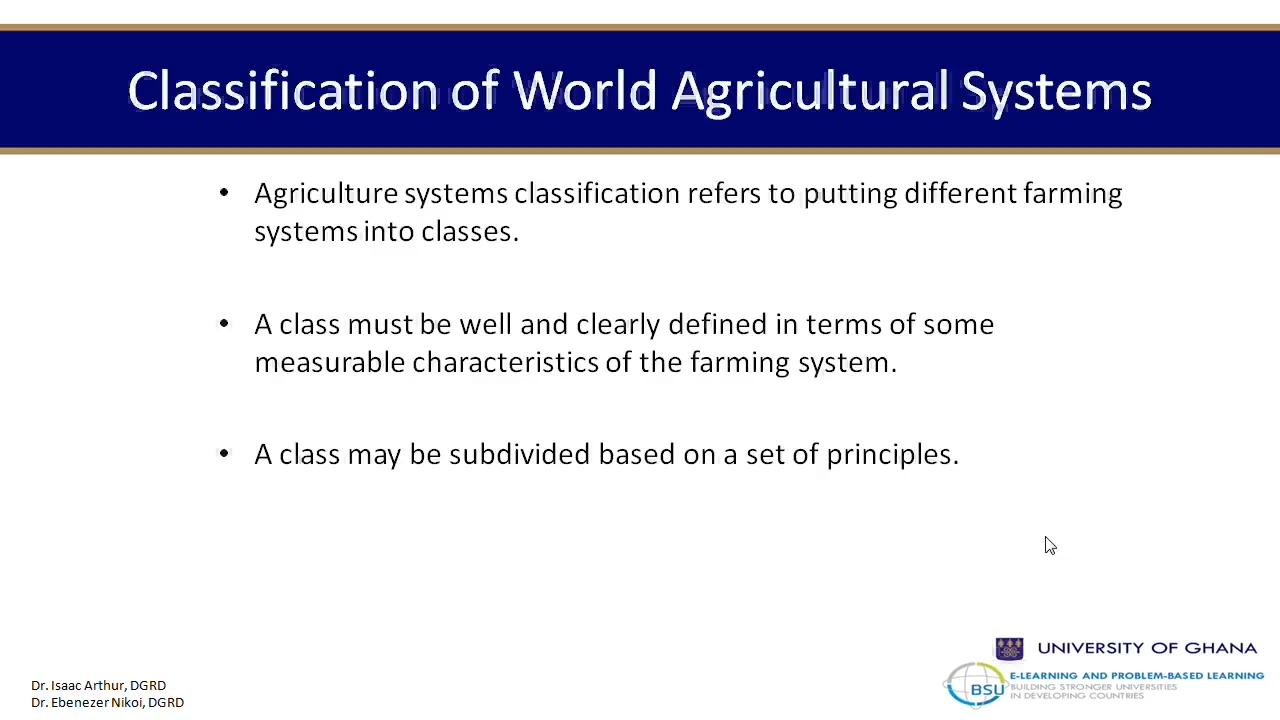 Classification of World Agricultural Systems
• Agriculture systems classification refers to putting different farming
systems into classes.
• A class must be well and clearly defined in terms of some
measurable characteristics of the farming system.
• A class may be subdivided based on a set of principles.
Dr. Isaac Arthur, DGRD
Dr. Ebenezer Nikoi, DGRD
UNIVERSITY OF GHANA
BSU
E-LEARNING AND PROBLEM-BASED LEARNING
BUILDING STRONGER UNIVERSITIES
IN DEVELOPING COUNTRIES